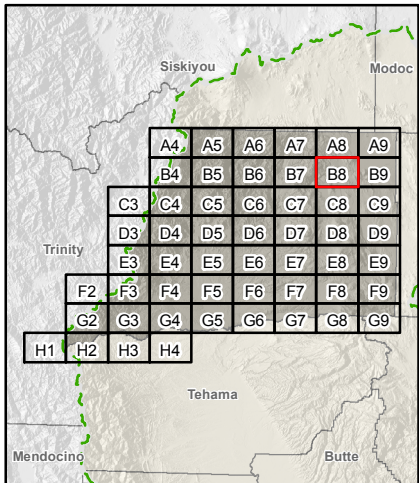 Siskiyou
Modoc
A4 A5 A6 A7 A8 A9
B4 B5 B6 B7 B8 B9
C3 C4 C5 C6 C7 C8 C9
D3 D4 D5 D6 D7 D8 D9
Trinity
E3 E4 E5 E6 E7 E8 E9
F2 F3 F4 F5 F6 F7 F8 F9
G2 G3 G4 G5 G6 G7 G8 G9
H1 H2 H3 H4
Tehama
Mendocino
Butte